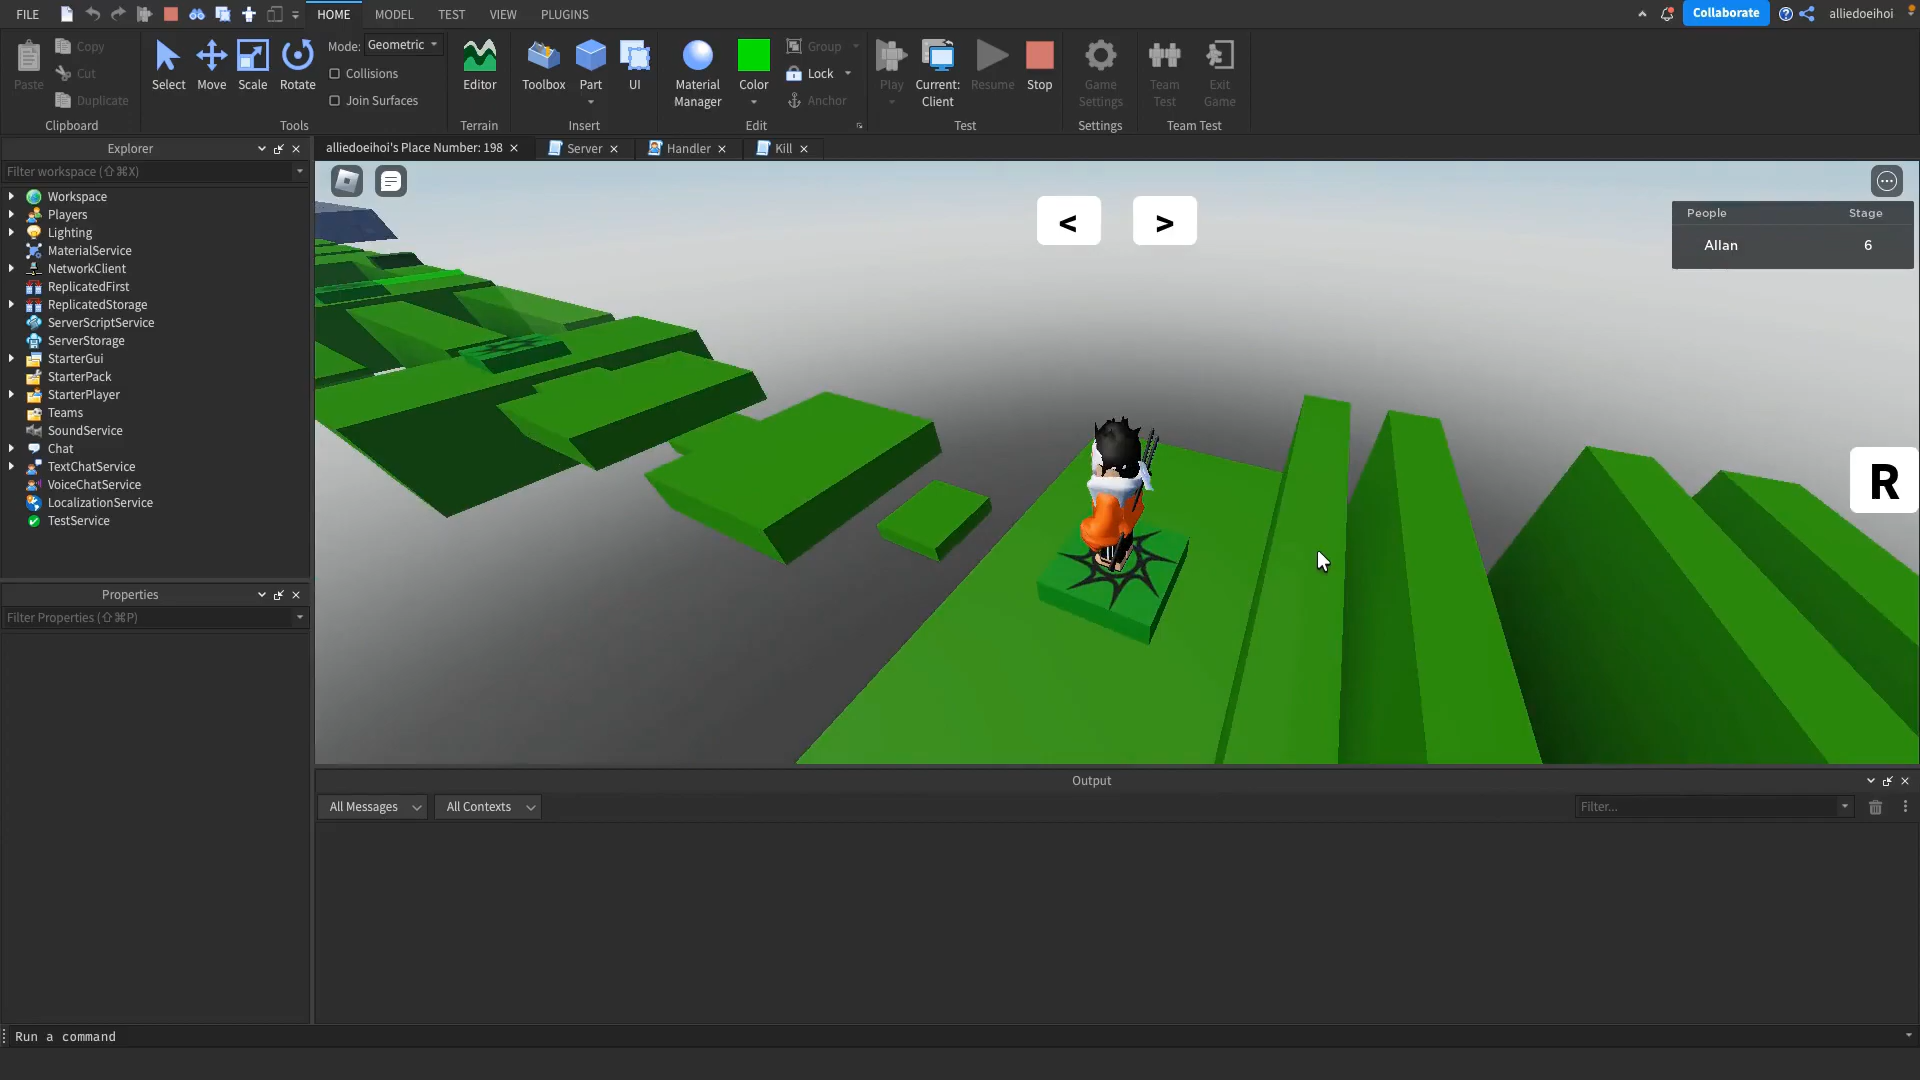 FILE
HOME
MODEL
TEST
VIEW
PLUGINS
Collaborate
alliedoeihoi
Paste
Copy
Cut
Duplicate
Clipboard
Select
Move
Scale
Rotate
Mode: Geometric
Collisions
Join Surfaces
Tools
Editor
Terrain
Toolbox
Part
UI
Insert
Material
Manager
Color
Group
Lock
Anchor
Edit
Play
Current:
Client
Resume
Stop
Test
Game
Settings
Settings
Team
Test
Exit
Game
Team Test
Explorer
Filter workspace (⇧⌘X)
Workspace
Players
Lighting
MaterialService
NetworkClient
ReplicatedFirst
ReplicatedStorage
ServerScriptService
ServerStorage
StarterGui
StarterPack
StarterPlayer
Teams
SoundService
Chat
TextChatService
VoiceChatService
LocalizationService
TestService
Properties
Filter Properties (⇧⌘P)
alliedoeihoi's Place Number: 198
Server
Handler
Kill
< >
People Stage
Allan 6
R
Output
All Messages
All Contexts
Filter...
Run a command